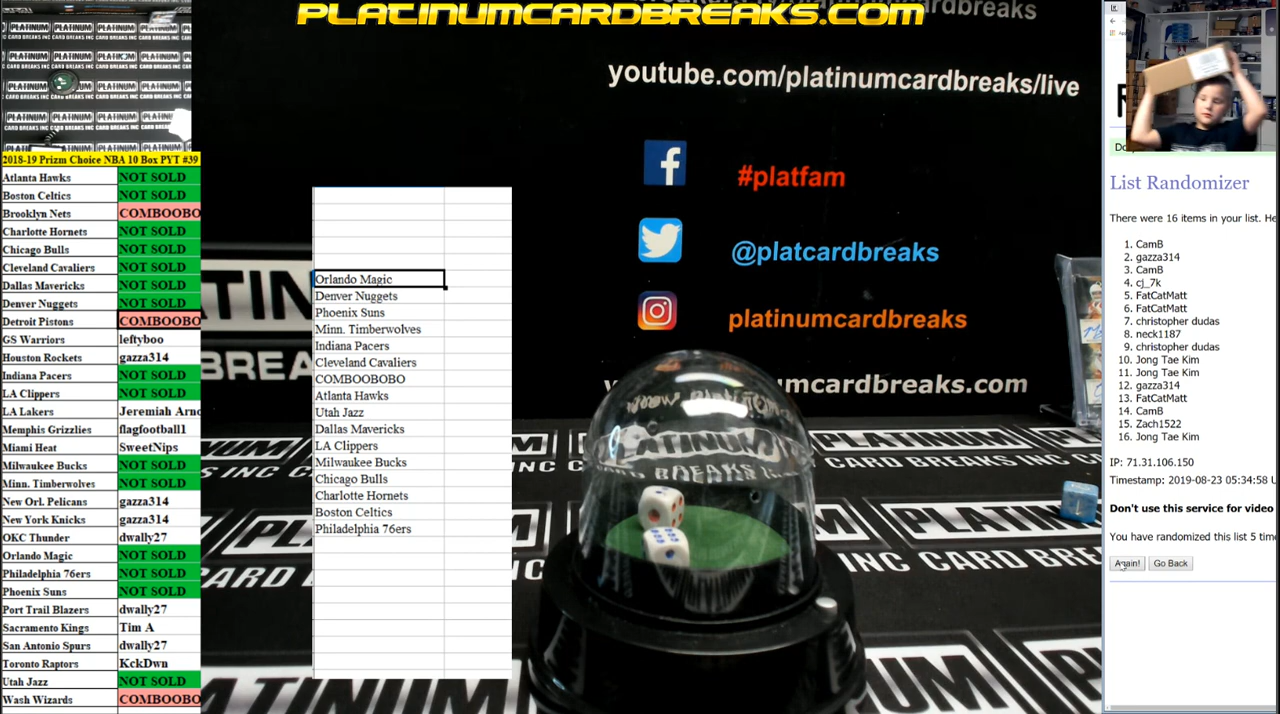 PLATINUMCARDBREAKS.COM
youtube.com/platinumcardbreaks/live
#platfam
@platcardbreaks
platinumcardbreaks
umcardbreaks.com
2018-19 Prizm Choice NBA 10 Box PYT #39
Atlanta Hawks NOT SOLD
Boston Celtics NOT SOLD
Brooklyn Nets COMBOOBO
Charlotte Hornets NOT SOLD
Chicago Bulls NOT SOLD
Cleveland Cavaliers NOT SOLD
Dallas Mavericks NOT SOLD
Denver Nuggets NOT SOLD
Detroit Pistons COMBOOBO
GS Warriors leftyboo
Houston Rockets gazza314
Indiana Pacers NOT SOLD
LA Clippers NOT SOLD
LA Lakers Jeremiah Arno
Memphis Grizzlies flagfootball1
Miami Heat SweetNips
Milwaukee Bucks NOT SOLD
Minn. Timberwolves NOT SOLD
New Orl. Pelicans gazza314
New York Knicks gazza314
OKC Thunder dwally27
Orlando Magic NOT SOLD
Philadelphia 76ers NOT SOLD
Phoenix Suns NOT SOLD
Port Trail Blazers dwally27
Sacramento Kings Tim A
San Antonio Spurs dwally27
Toronto Raptors KckDwn
Utah Jazz NOT SOLD
Wash Wizards COMBOOBO
Orlando Magic
Denver Nuggets
Phoenix Suns
Minn. Timberwolves
Indiana Pacers
Cleveland Cavaliers
COMBOOBOBO
Atlanta Hawks
Utah Jazz
Dallas Mavericks
LA Clippers
Milwaukee Bucks
Chicago Bulls
Charlotte Hornets
Boston Celtics
Philadelphia 76ers
List Randomizer
There were 16 items in your list. He
1. CamB
2. gazza314
3. CamB
4. cj_7k
5. FatCatMatt
6. FatCatMatt
7. christopher dudas
8. neck1187
9. christopher dudas
10. Jong Tae Kim
11. Jong Tae Kim
12. gazza314
13. FatCatMatt
14. CamB
15. Zach1522
16. Jong Tae Kim
IP: 71.31.106.150
Timestamp: 2019-08-23 05:34:58 U
Don't use this service for video
You have randomized this list 5 time
Again! Go Back